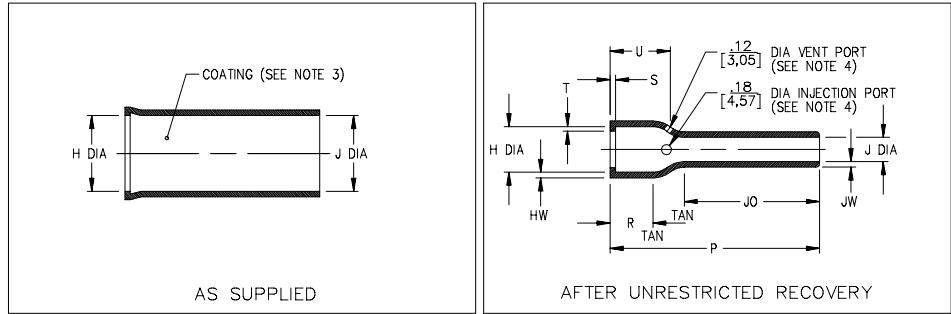 COATING (SEE NOTE 3)
H DIA
J DIA
AS SUPPLIED
U
.12
[3,05]
DIA VENT PORT
(SEE NOTE 4)
T
S
.18
[4,57]
DIA INJECTION PORT
(SEE NOTE 4)
H DIA
J DIA
HW
R
TAN
TAN
JO
JW
P
AFTER UNRESTRICTED RECOVERY